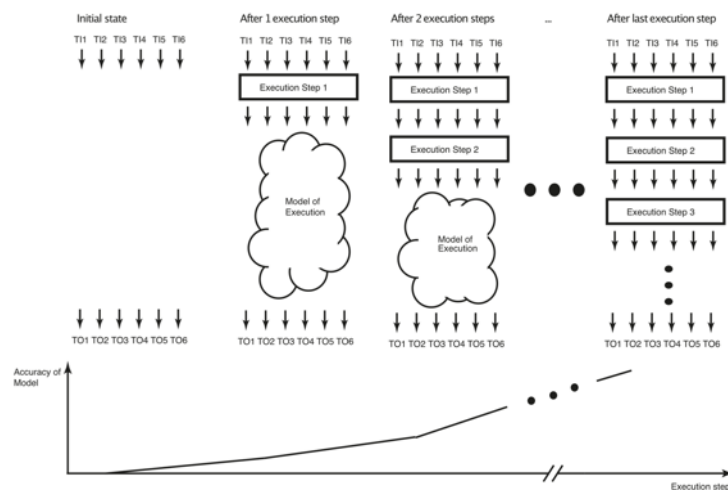 Initial state
After 1 execution step
After 2 execution steps
...
After last execution step
TI1 TI2 TI3 TI4 TI5 TI6
TI1 TI2 TI3 TI4 TI5 TI6
TI1 TI2 TI3 TI4 TI5 TI6
TI1 TI2 TI3 TI4 TI5 TI6
Execution Step 1
Execution Step 1
Execution Step 1
Execution Step 2
Execution Step 2
Model of
Execution
Model of
Execution
Execution Step 3
TO1 TO2 TO3 TO4 TO5 TO6
TO1 TO2 TO3 TO4 TO5 TO6
TO1 TO2 TO3 TO4 TO5 TO6
TO1 TO2 TO3 TO4 TO5 TO6
Accuracy of
Model
Execution step